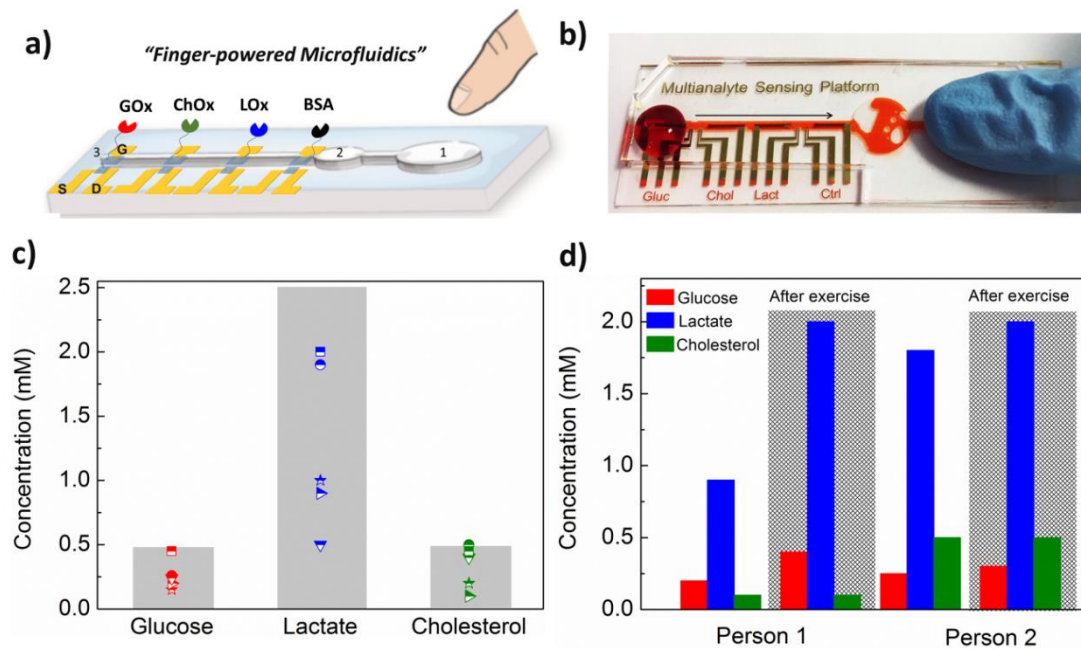 a)
“Finger-powered Microfluidics”
GOx ChOx LOx BSA
3 G 2 1
S D
b)
Multianalyte Sensing Platform
Gluc Chol Lact Ctrl
c)
Concentration (mM)
2.5
2.0
1.5
1.0
0.5
0.0
Glucose Lactate Cholesterol
d)
Concentration (mM)
2.0
1.5
1.0
0.5
0.0
Glucose
Lactate
Cholesterol
After exercise After exercise
Person 1 Person 2